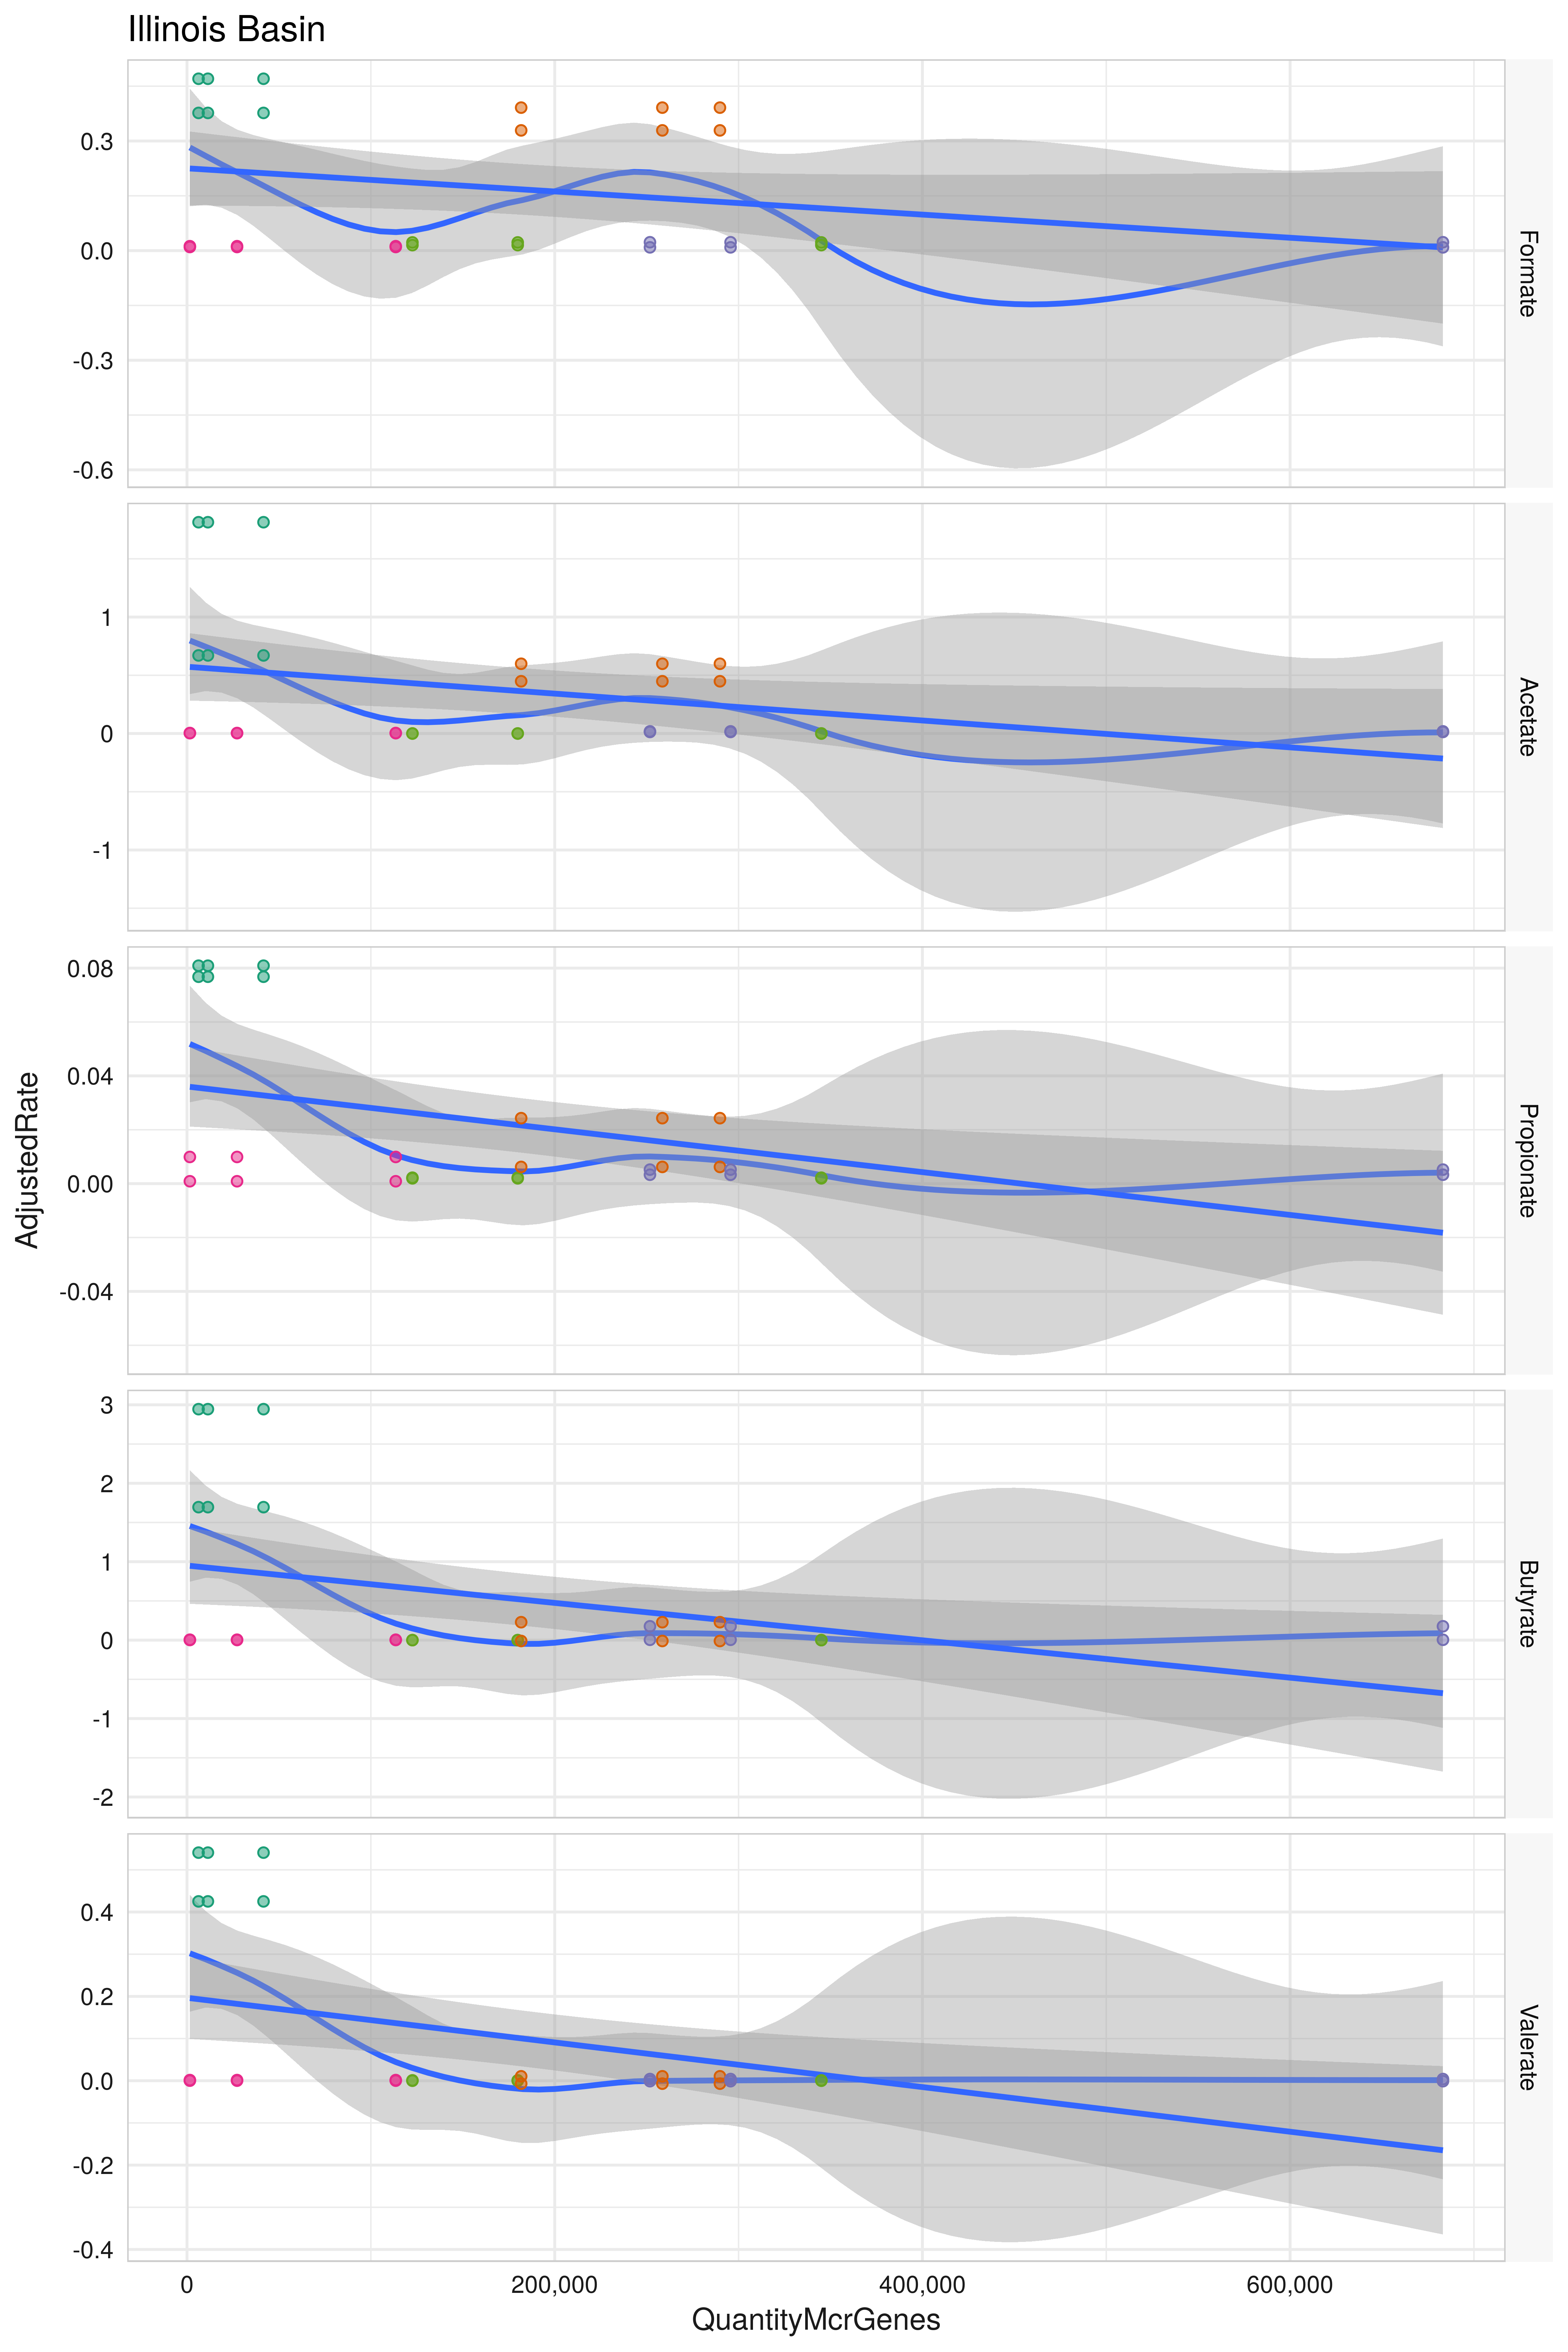 Illinois Basin
0.3
0.0
-0.3
-0.6
Formate
1
0
-1
Acetate
AdjustedRate
0.08
0.04
0.00
-0.04
Propionate
3
2
1
0
-1
-2
Butyrate
0.4
0.2
0.0
-0.2
-0.4
Valerate
0 200,000 400,000 600,000
QuantityMcrGenes